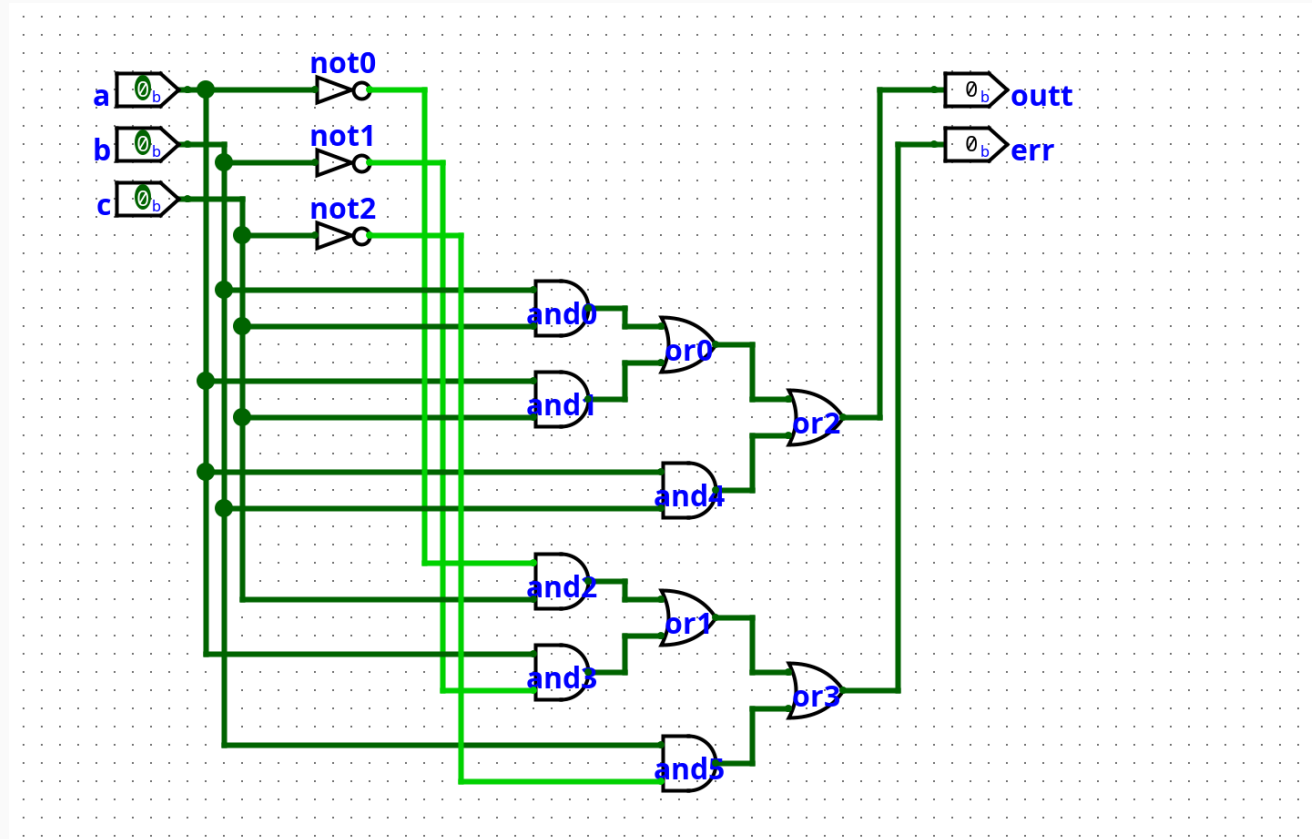 not0
a 0b
outt 0b
not1
b 0b
err 0b
not2
c 0b
and0
or0
and1
or2
and4
and2
or1
and3
or3
and5